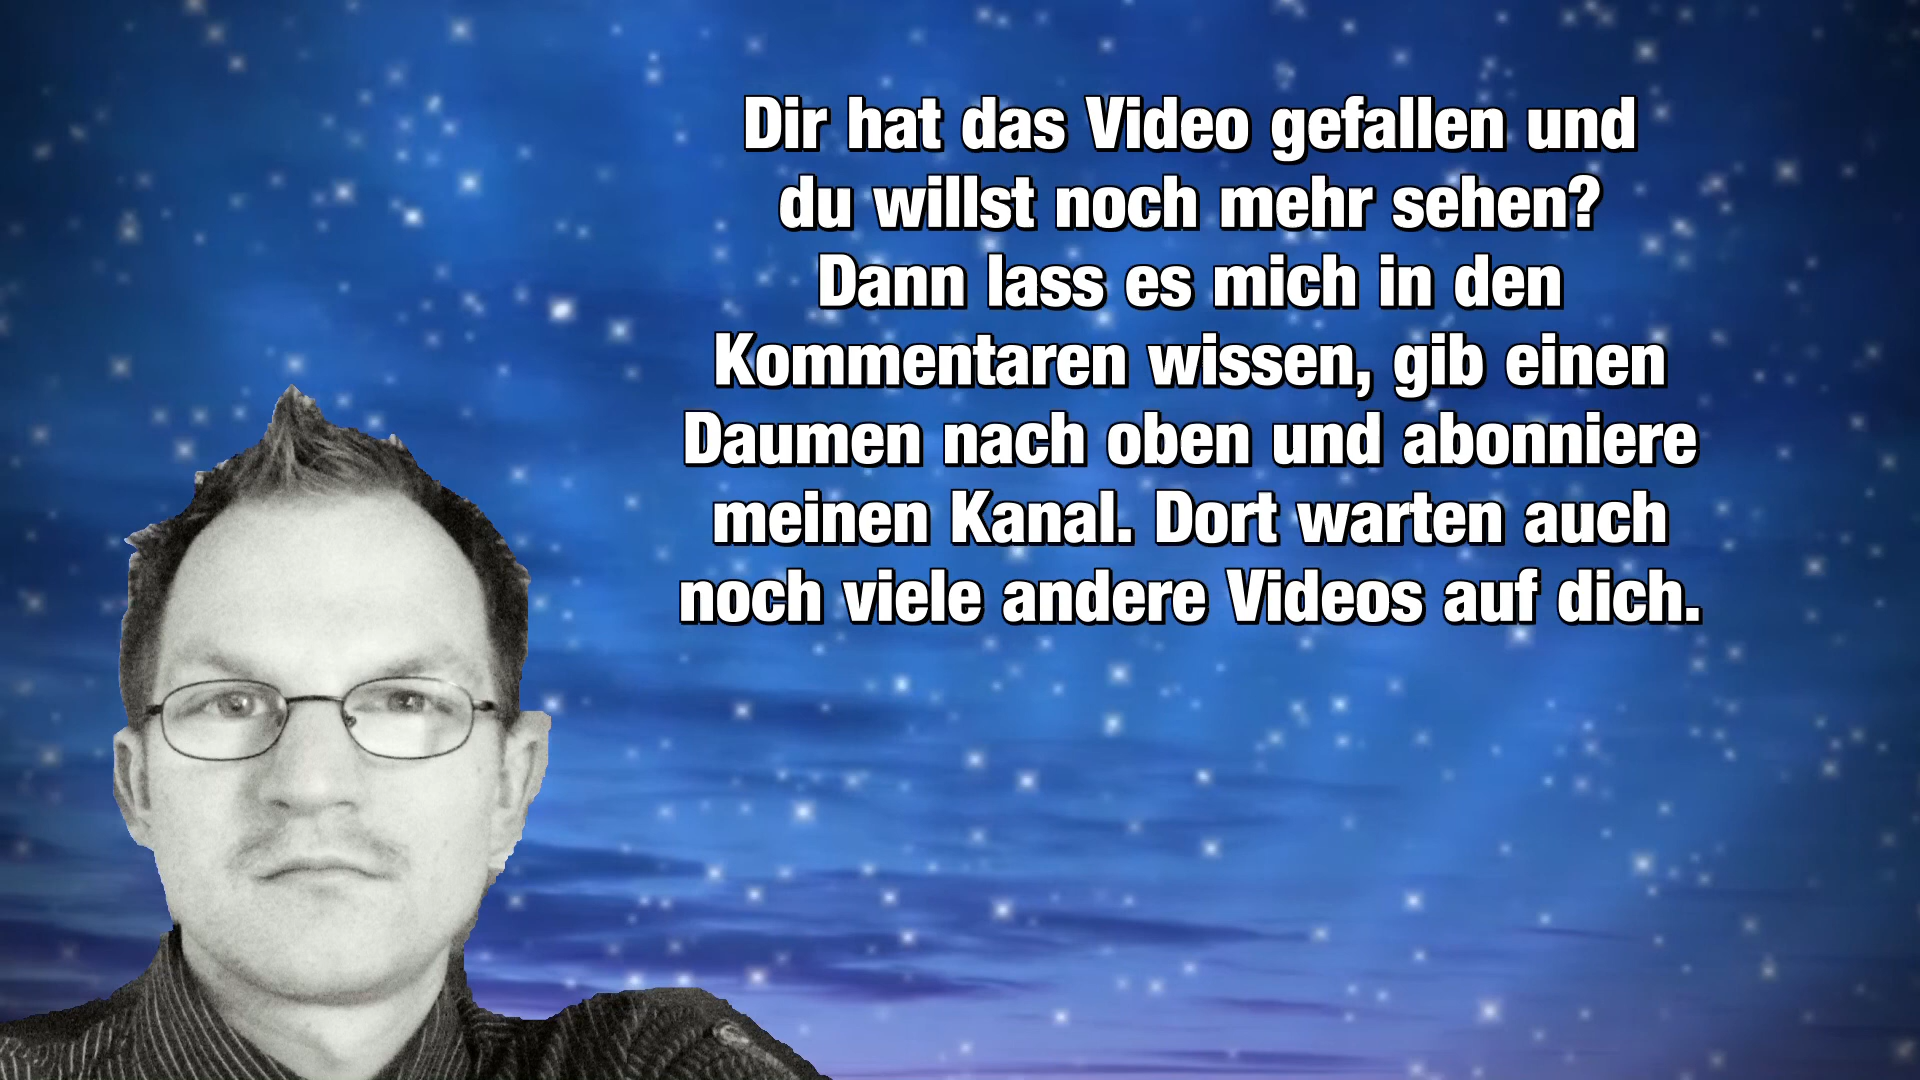 Dir hat das Video gefallen und
du willst noch mehr sehen?
Dann lass es mich in den
Kommentaren wissen, gib einen
Daumen nach oben und abonniere
meinen Kanal. Dort warten auch
noch viele andere Videos auf dich.